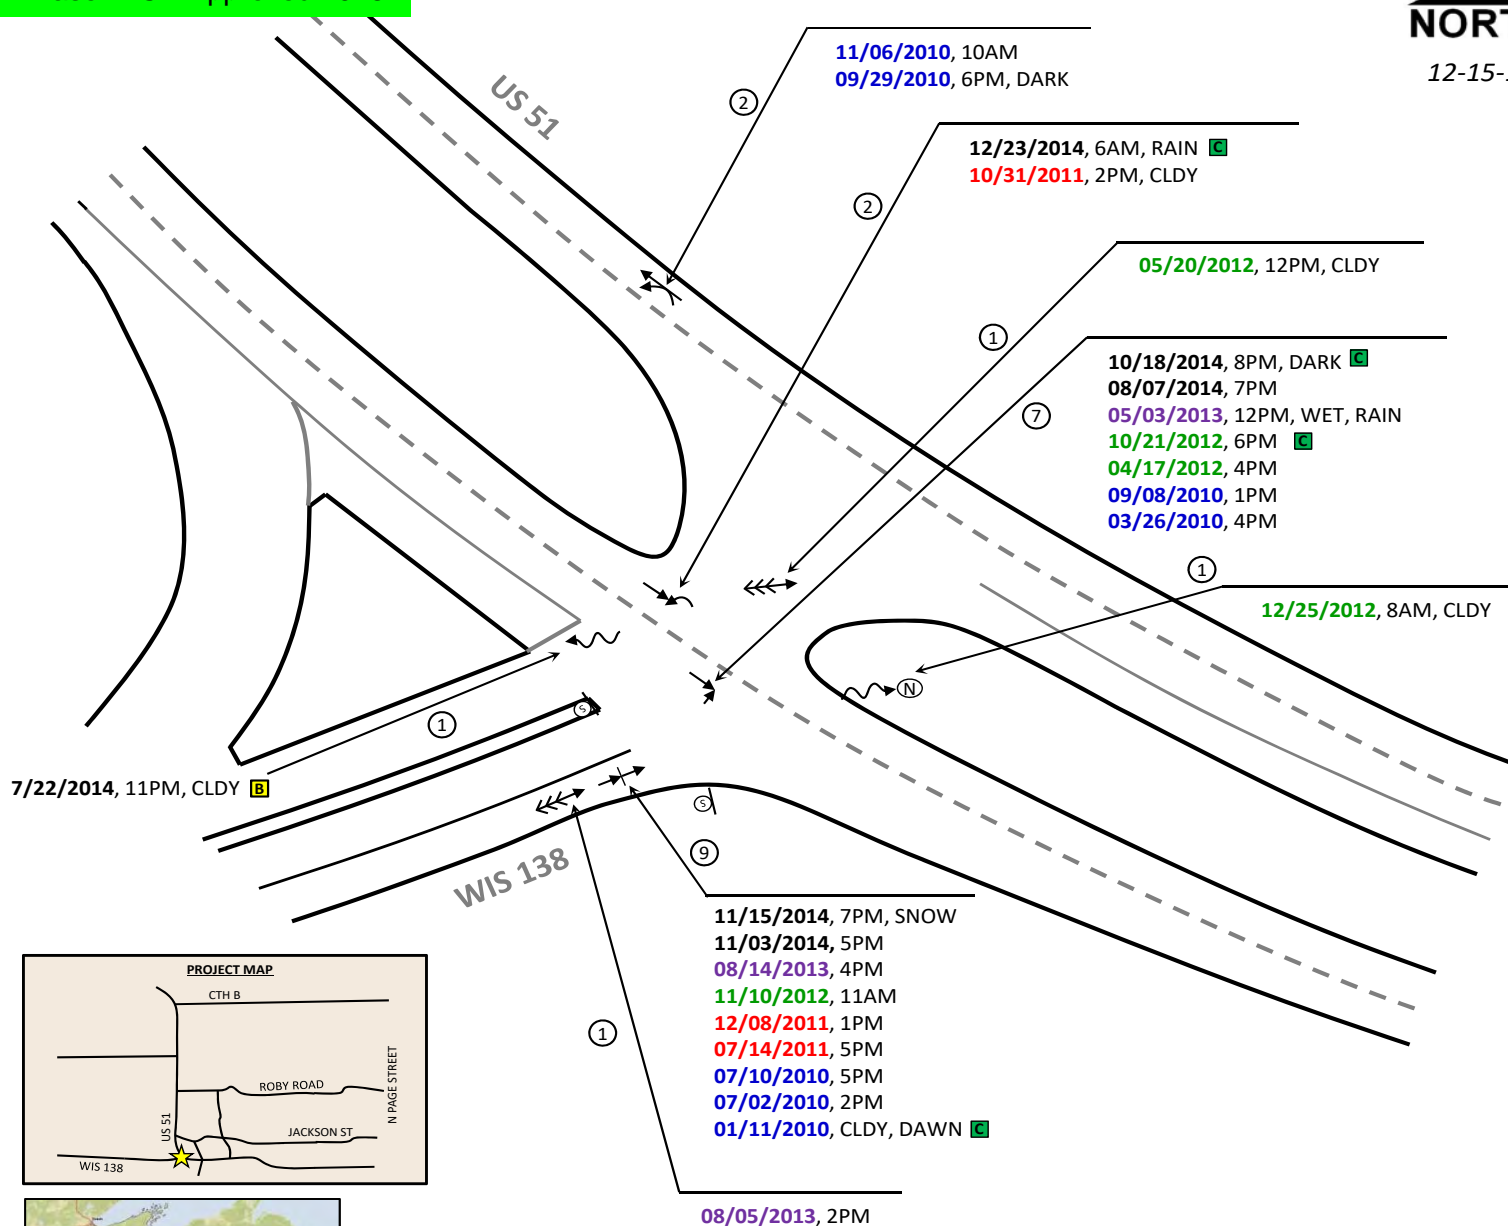 NOR
12-15-
US 51
2
11/06/2010, 10AM
09/29/2010, 6PM, DARK
2
12/23/2014, 6AM, RAIN C
10/31/2011, 2PM, CLDY
1
05/20/2012, 12PM, CLDY
7
10/18/2014, 8PM, DARK C
08/07/2014, 7PM
05/03/2013, 12PM, WET, RAIN
10/21/2012, 6PM C
04/17/2012, 4PM
09/08/2010, 1PM
03/26/2010, 4PM
1
12/25/2012, 8AM, CLDY
N
S
1
7/22/2014, 11PM, CLDY B
S
WIS 138
9
11/15/2014, 7PM, SNOW
11/03/2014, 5PM
08/14/2013, 4PM
11/10/2012, 11AM
12/08/2011, 1PM
07/14/2011, 5PM
07/10/2010, 5PM
07/02/2010, 2PM
01/11/2010, CLDY, DAWN C
1
08/05/2013, 2PM
PROJECT MAP
CTH B
ROBY ROAD
N PAGE STREET
US 51
JACKSON ST
WIS 138